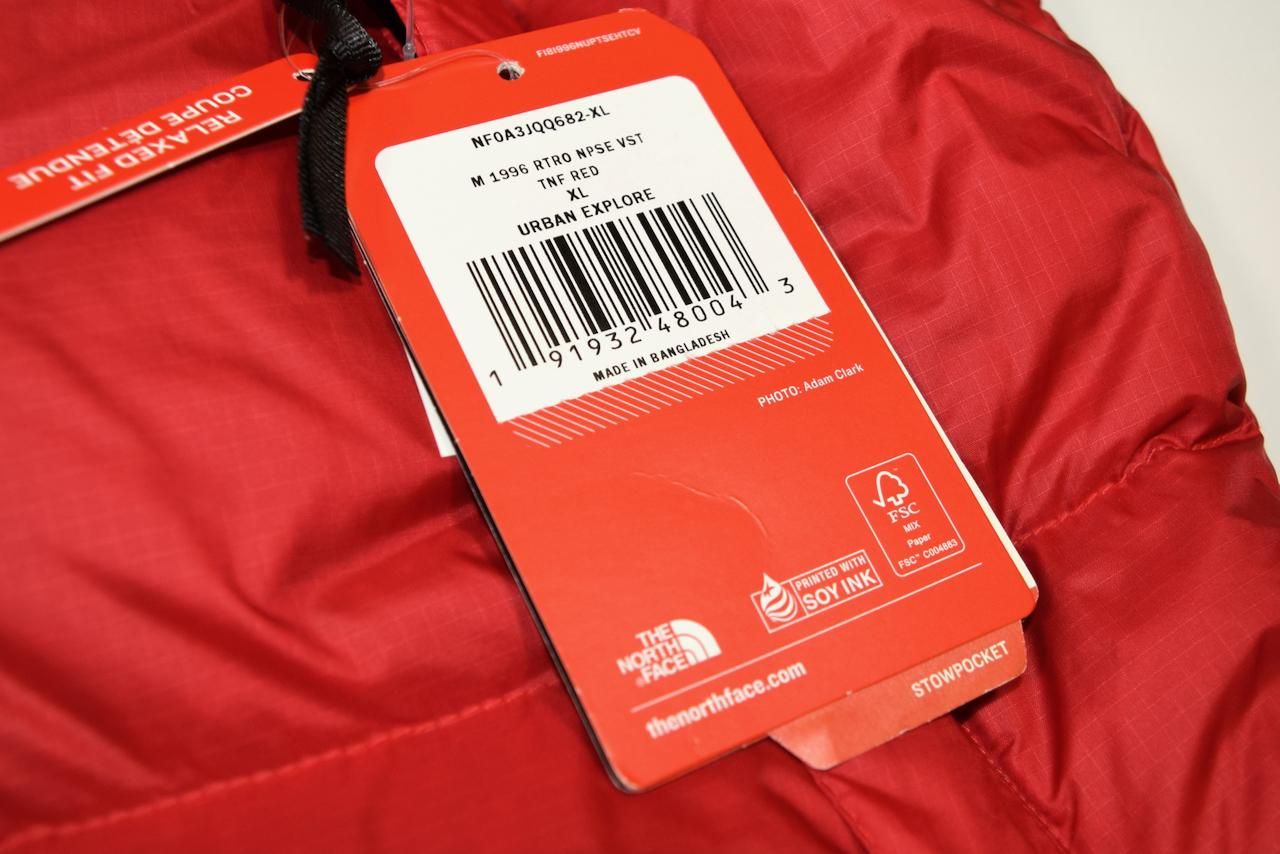 RELAXED FIT
COUPE DÉTENDUE
FI8I996NUPTSEHTCV
NF0A3JQQ682-XL
M 1996 RTRO NPSE VST
TNF RED
XL
URBAN EXPLORE
1 91932 48004 3
MADE IN BANGLADESH
PHOTO: Adam Clark
FSC
MIX
Paper
FSC™ C004883
PRINTED WITH
SOY INK
THE
NORTH
FACE®
thenorthface.com
STOWPOCKET